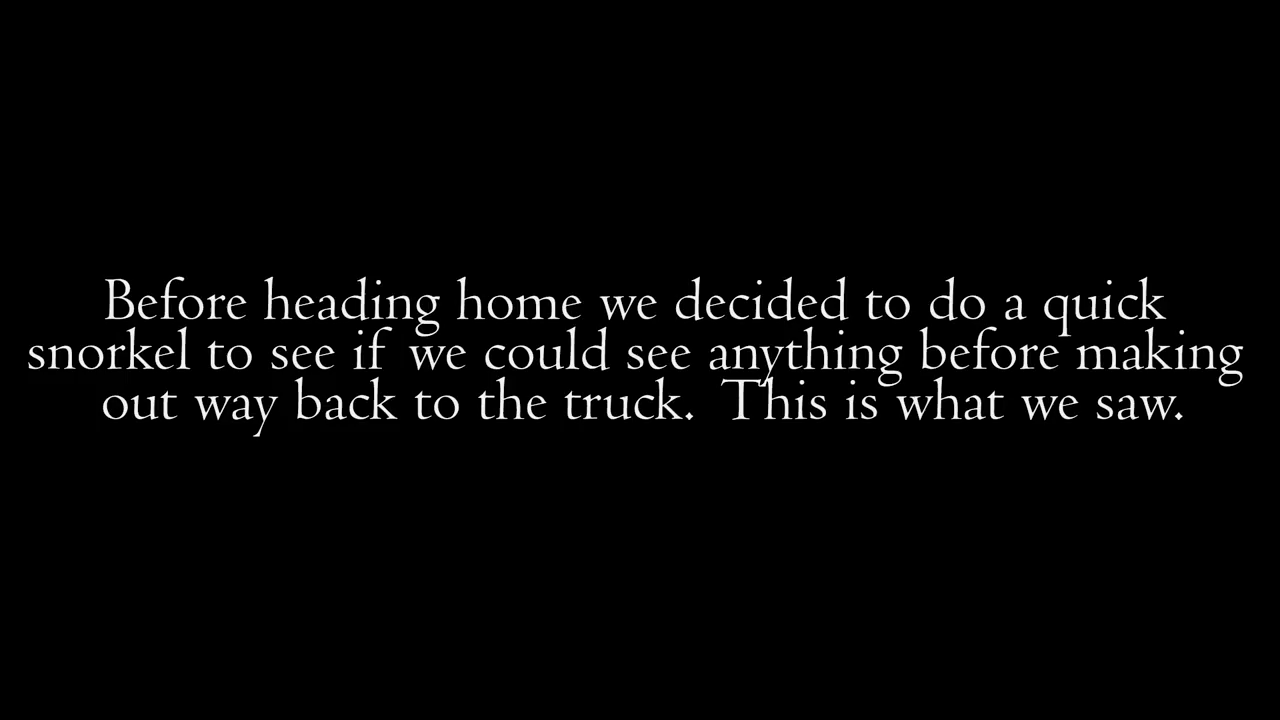 Before heading home we decided to do a quick
snorkel to see if we could see anything before making
out way back to the truck.  This is what we saw.